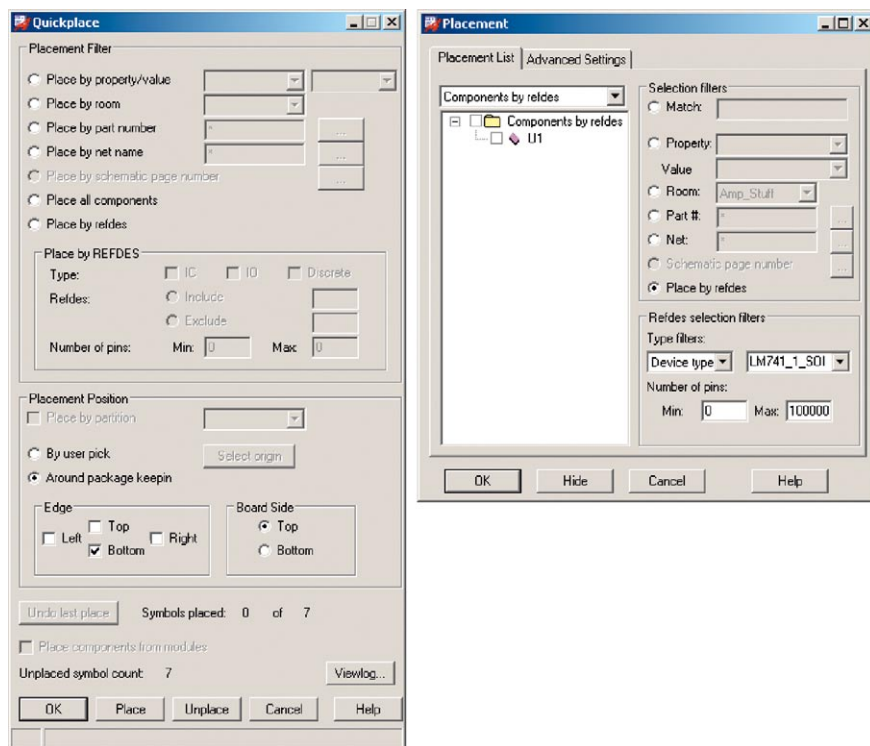 Quickplace
Placement Filter
Place by property/value
Place by room
Place by part number *
...
Place by net name *
...
Place by schematic page number
...
Place all components
Place by refdes
Place by REFDES
Type: IC IO Discrete
Refdes: Include
Exclude
Number of pins: Min: 0 Max: 0
Placement Position
Place by partition
By user pick Select origin
Around package keepin
Edge
Left Top Right
Bottom
Board Side
Top
Bottom
Undo last place Symbols placed: 0 of 7
Place components from modules
Unplaced symbol count: 7 Viewlog...
OK Place Unplace Cancel Help
Placement
Placement List Advanced Settings
Components by refdes
Components by refdes
U1
Selection filters
Match:
Property:
Value
Room: Amp_Stuff
Part #: * ...
Net: * ...
Schematic page number ...
Place by refdes
Refdes selection filters
Type filters:
Device type LM741_1_SOI
Number of pins:
Min: 0 Max: 100000
OK Hide Cancel Help